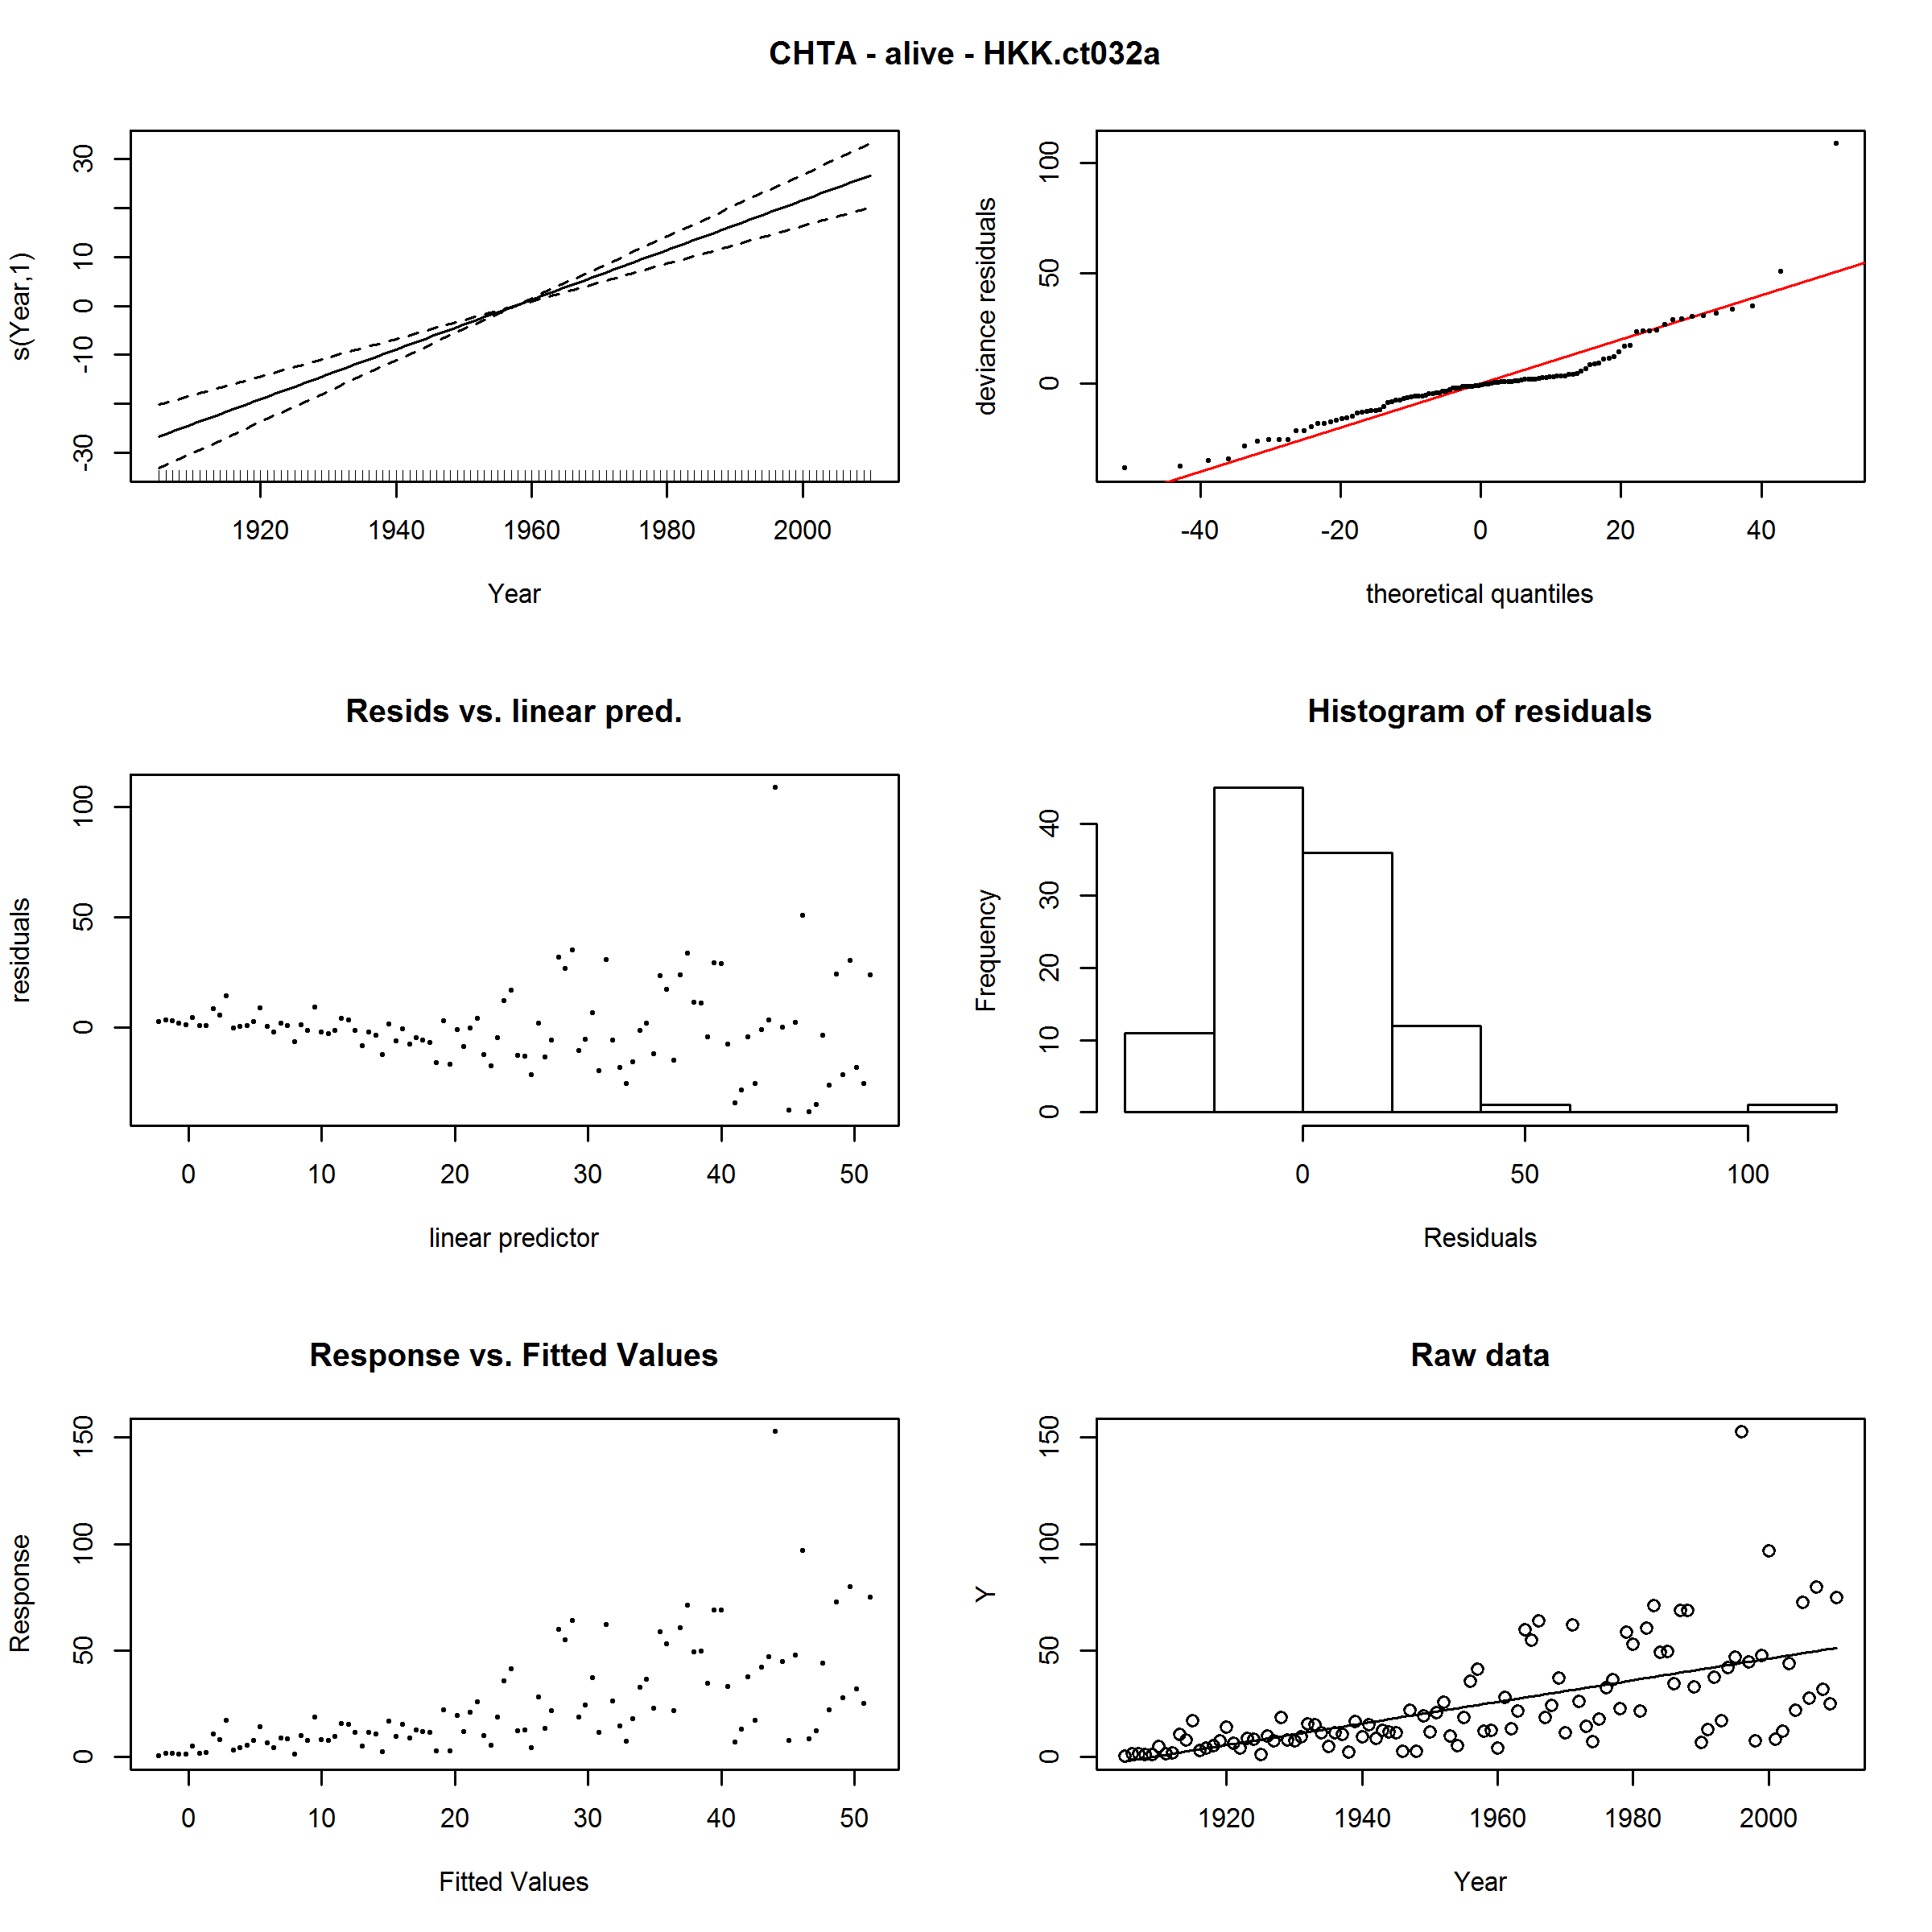 CHTA - alive - HKK.ct032a
s(Year,1)
-30 -10 0 10 30
1920 1940 1960 1980 2000
Year
deviance residuals
0 50 100
-40 -20 0 20 40
theoretical quantiles
Resids vs. linear pred.
residuals
0 50 100
0 10 20 30 40 50
linear predictor
Histogram of residuals
Frequency
0 10 20 30 40
0 50 100
Residuals
Response vs. Fitted Values
Response
0 50 100 150
0 10 20 30 40 50
Fitted Values
Raw data
Y
0 50 100 150
1920 1940 1960 1980 2000
Year